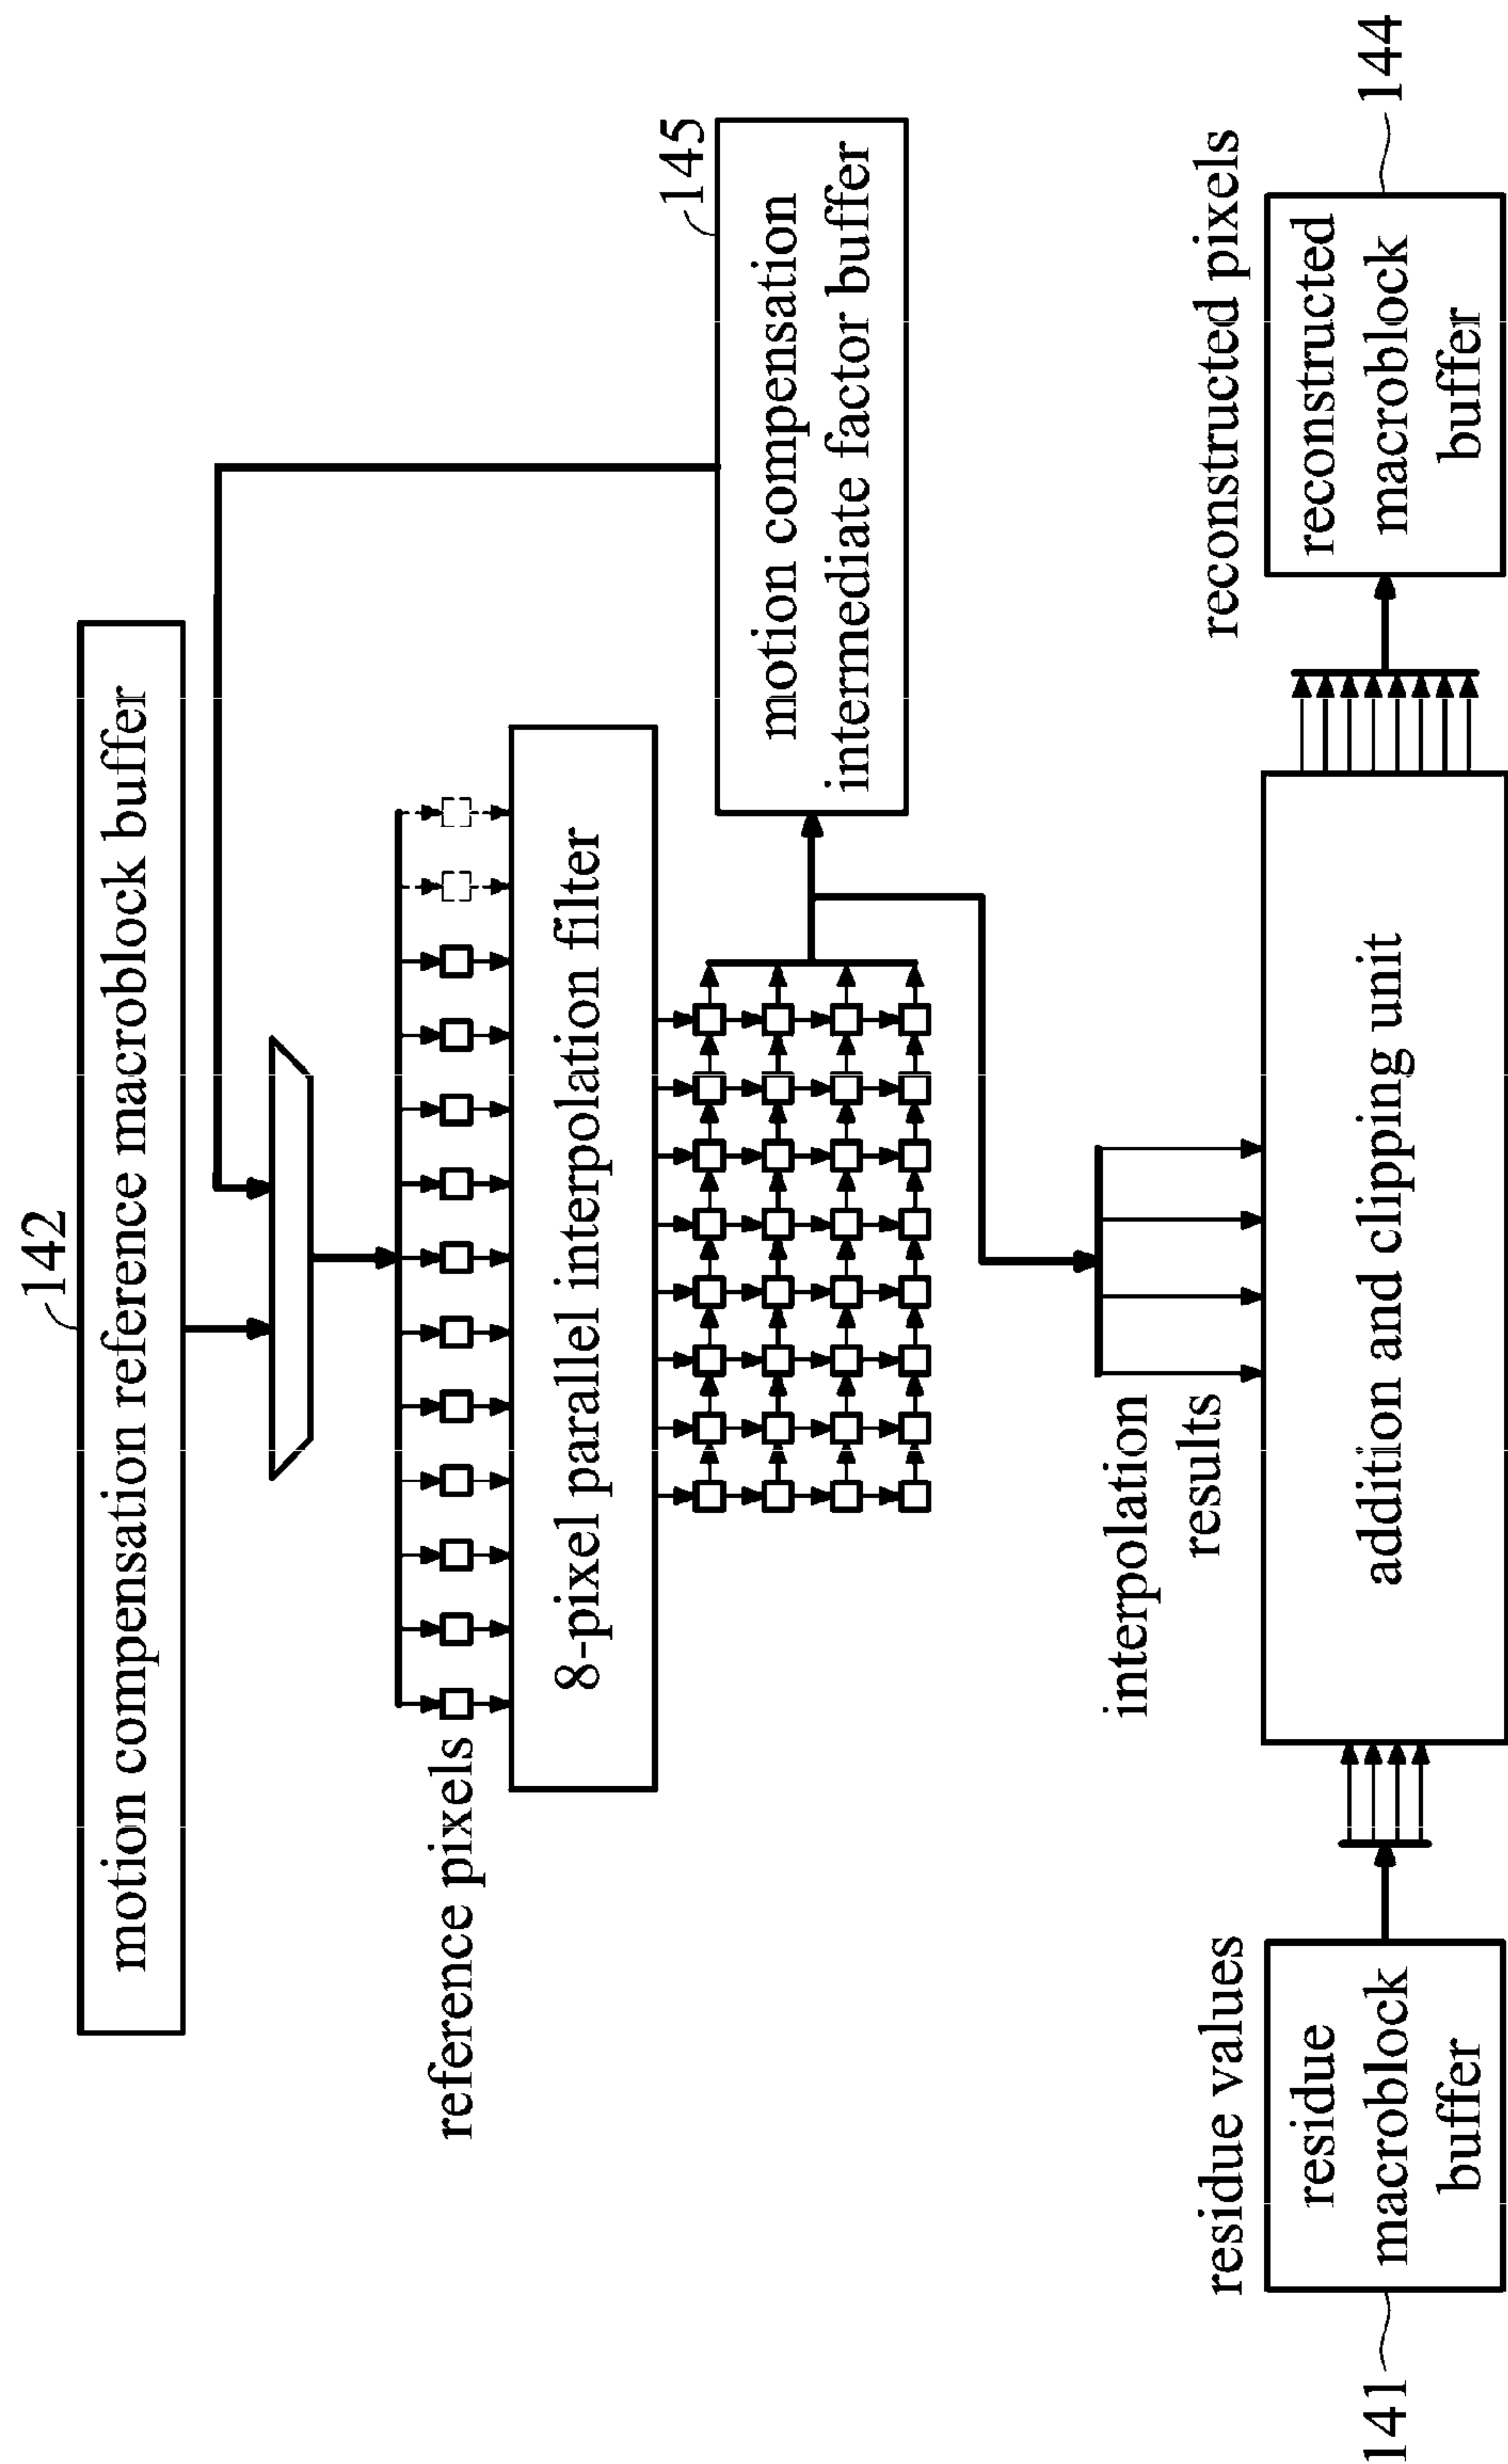 142
motion compensation reference macroblock buffer
145
motion compensation
intermediate factor buffer
reference pixels
8-pixel parallel interpolation filter
interpolation
results
residue values
residue
macroblock
buffer
141
addition and clipping unit
reconstructed pixels
reconstructed
macroblock
buffer
144